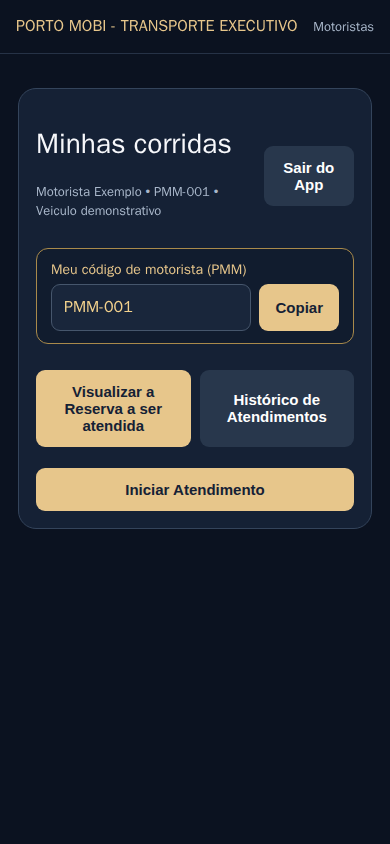 PORTO MOBI - TRANSPORTE EXECUTIVO
Motoristas
Minhas corridas
Motorista Exemplo • PMM-001 •
Veiculo demonstrativo
Sair do
App
Meu código de motorista (PMM)
PMM-001
Copiar
Visualizar a
Reserva a ser
atendida
Histórico de
Atendimentos
Iniciar Atendimento